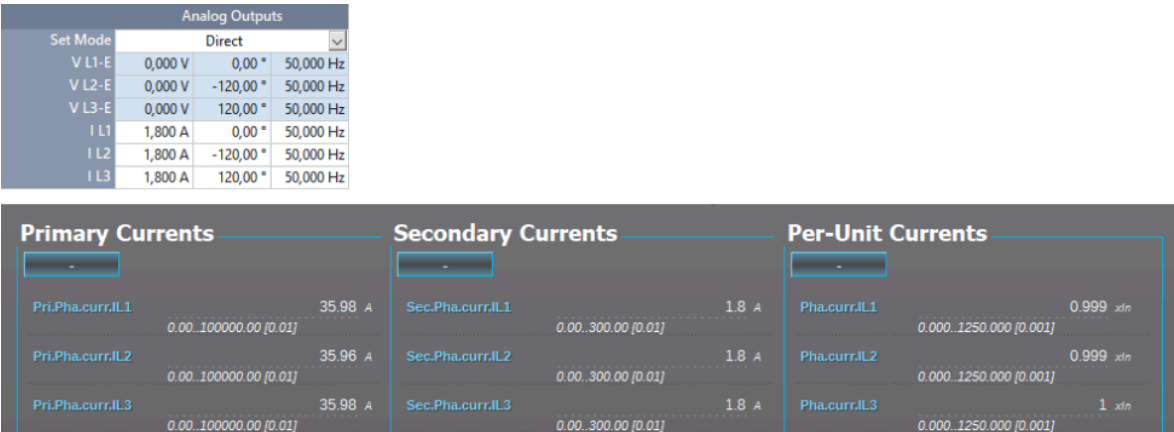 Analog Outputs
Set Mode Direct
V L1-E 0,000 V 0,00 ° 50,000 Hz
V L2-E 0,000 V -120,00 ° 50,000 Hz
V L3-E 0,000 V 120,00 ° 50,000 Hz
I L1 1,800 A 0,00 ° 50,000 Hz
I L2 1,800 A -120,00 ° 50,000 Hz
I L3 1,800 A 120,00 ° 50,000 Hz
Primary Currents Secondary Currents Per-Unit Currents
- - -
Pri.Pha.curr.IL1 35.98 A Sec.Pha.curr.IL1 1.8 A Pha.curr.IL1 0.999 xIn
0.00..100000.00 [0.01] 0.00..300.00 [0.01] 0.000..1250.000 [0.001]
Pri.Pha.curr.IL2 35.96 A Sec.Pha.curr.IL2 1.8 A Pha.curr.IL2 0.999 xIn
0.00..100000.00 [0.01] 0.00..300.00 [0.01] 0.000..1250.000 [0.001]
Pri.Pha.curr.IL3 35.98 A Sec.Pha.curr.IL3 1.8 A Pha.curr.IL3 1 xIn
0.00..100000.00 [0.01] 0.00..300.00 [0.01] 0.000..1250.000 [0.001]